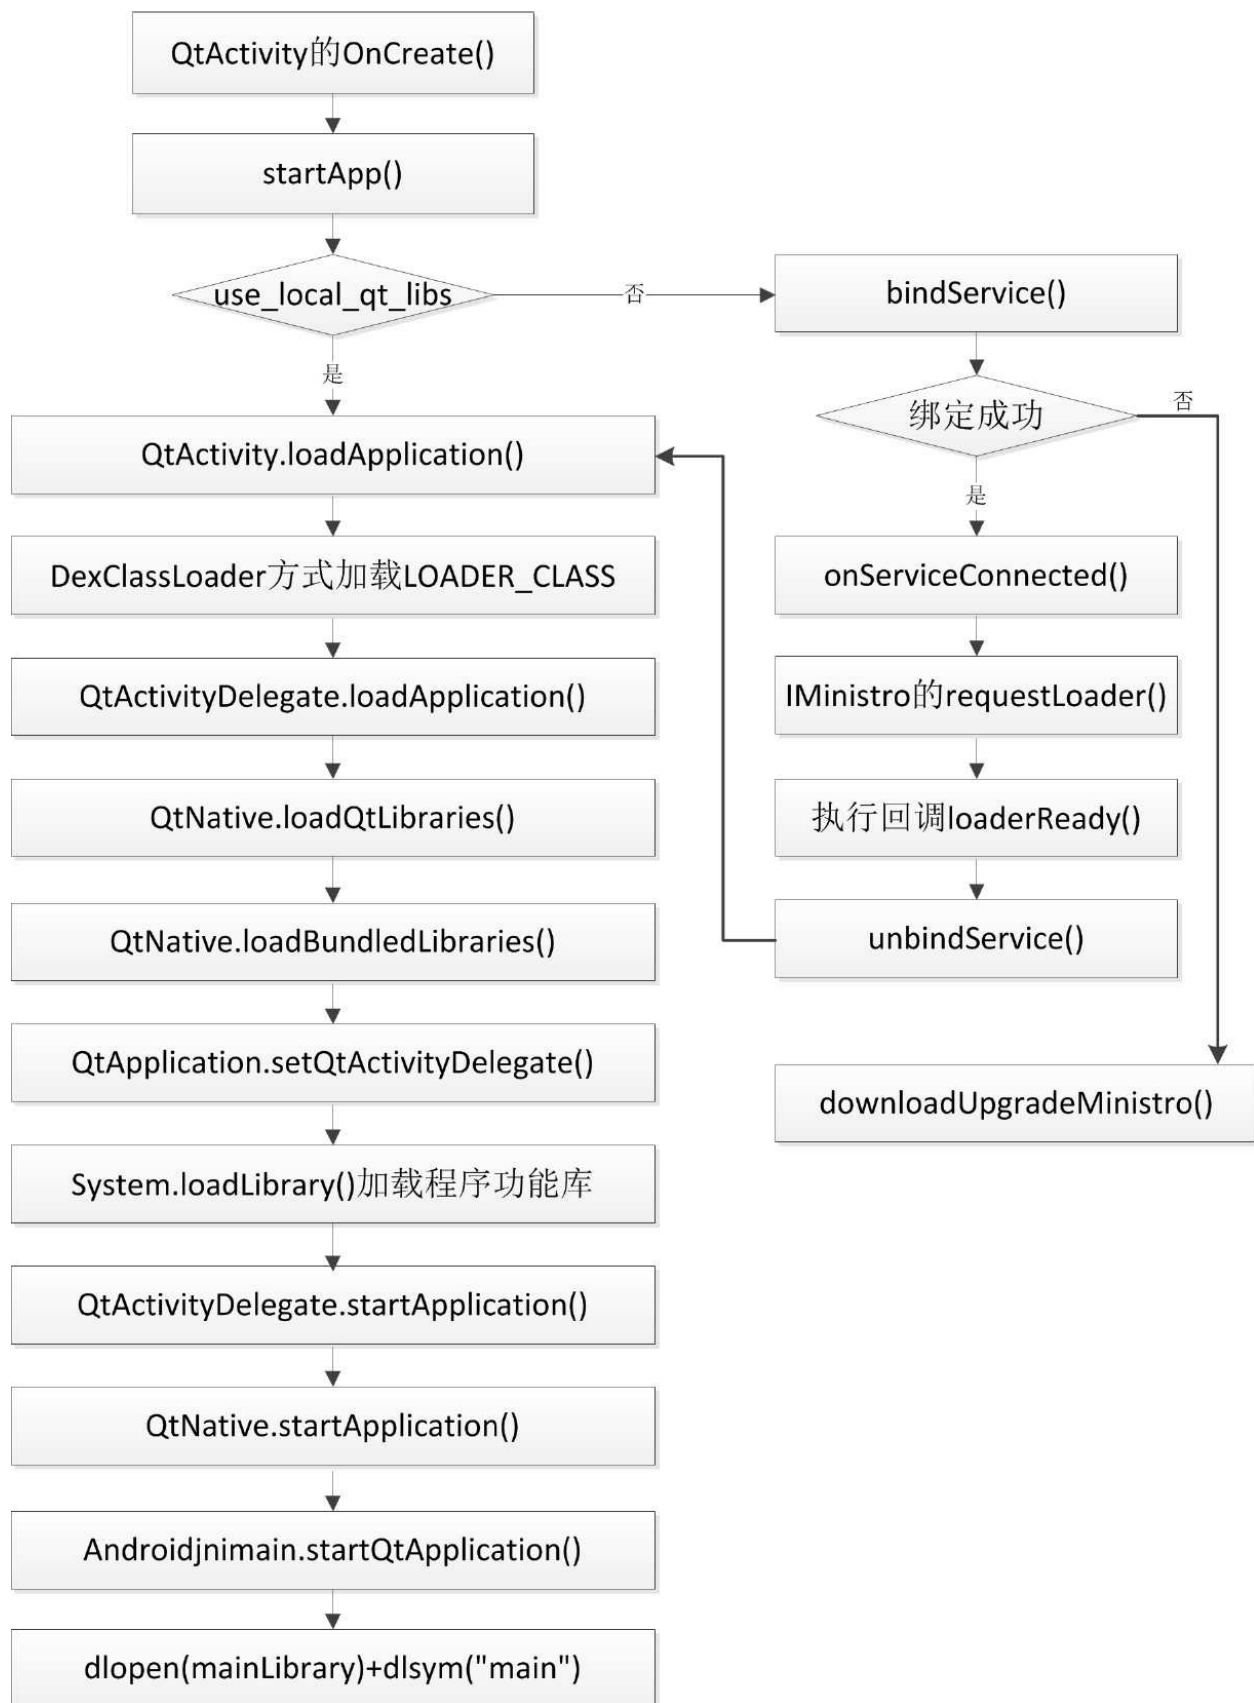 QtActivity的OnCreate()
startApp()
use_local_qt_libs
否
bindService()
是
绑定成功
否
QtActivity.loadApplication()
是
DexClassLoader方式加载LOADER_CLASS
onServiceConnected()
QtActivityDelegate.loadApplication()
IMinistro的requestLoader()
QtNative.loadQtLibraries()
执行回调loaderReady()
QtNative.loadBundledLibraries()
unbindService()
QtApplication.setQtActivityDelegate()
downloadUpgradeMinistro()
System.loadLibrary()加载程序功能库
QtActivityDelegate.startApplication()
QtNative.startApplication()
Androidjnimain.startQtApplication()
dlopen(mainLibrary)+dlsym("main")